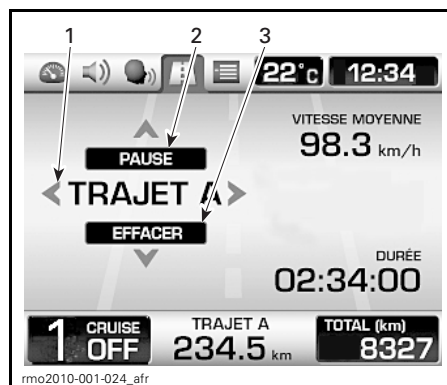 1 2 3
22°c 12:34
VITESSE MOYENNE
98.3 km/h
PAUSE
< TRAJET A >
EFFACER
DURÉE
02:34:00
1 CRUISE OFF
TRAJET A
234.5 km
TOTAL (km)
8327
rmo2010-001-024_afr